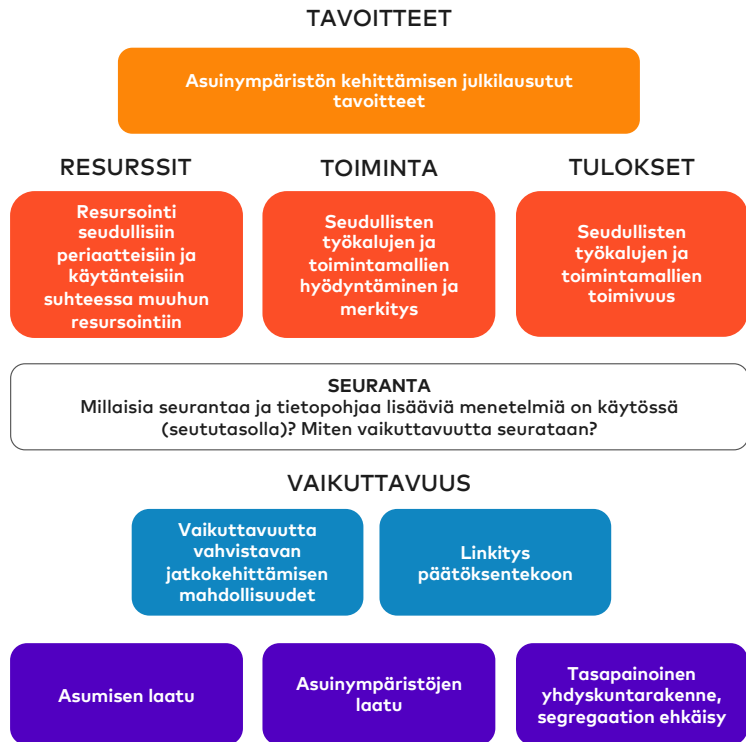 TAVOITTEET
Asuinympäristön kehittämisen julkilausutut
tavoitteet
RESURSSIT
Resursointi
seudullisiin
periaatteisiin ja
käytänteisiin
suhteessa muuhun
resursointiin
TOIMINTA
Seudullisten
työkalujen ja
toimintamallien
hyödyntäminen ja
merkitys
TULOKSET
Seudullisten
työkalujen ja
toimintamallien
toimivuus
SEURANTA
Millaisia seurantaa ja tietopohjaa lisääviä menetelmiä on käytössä
(seututasolla)? Miten vaikuttavuutta seurataan?
VAIKUTTAVUUS
Vaikuttavuutta
vahvistavan
jatkokehittämisen
mahdollisuudet
Linkitys
päätöksentekoon
Asumisen laatu
Asuinympäristöjen
laatu
Tasapainoinen
yhdyskuntarakenne,
segregaation ehkäisy